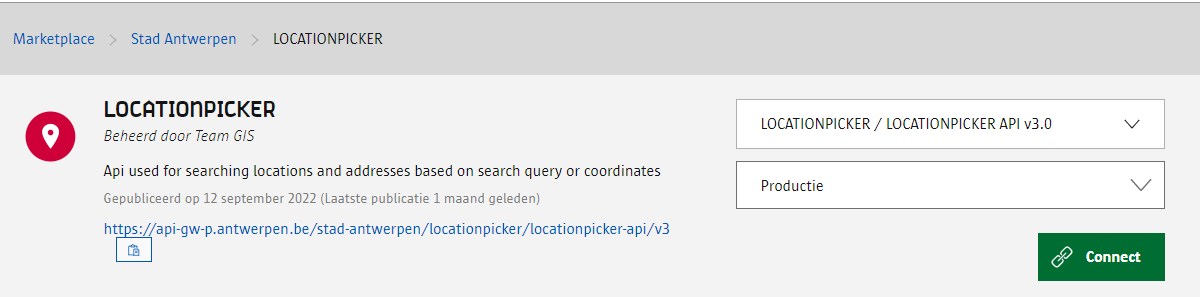 Marketplace > Stad Antwerpen > LOCATIONPICKER
LOCATIONPICKER
Beheerd door Team GIS
Api used for searching locations and addresses based on search query or coordinates
Gepubliceerd op 12 september 2022 (Laatste publicatie 1 maand geleden)
https://api-gw-p.antwerpen.be/stad-antwerpen/locationpicker/locationpicker-api/v3
LOCATIONPICKER / LOCATIONPICKER API v3.0
Productie
Connect